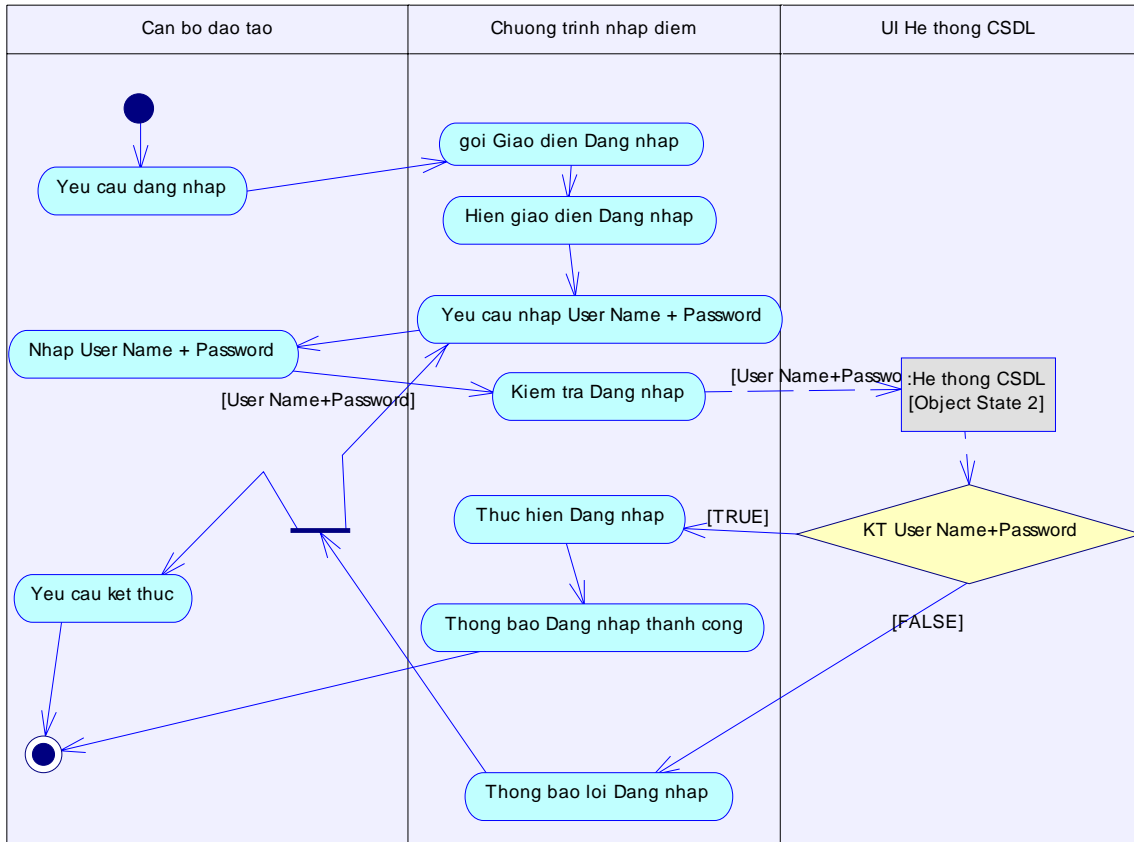 Can bo dao tao
Chuong trinh nhap diem
UI He thong CSDL
goi Giao dien Dang nhap
Yeu cau dang nhap
Hien giao dien Dang nhap
Yeu cau nhap User Name + Password
Nhap User Name + Password
[User Name+Password]
Kiem tra Dang nhap
[User Name+Passwo
:He thong CSDL
[Object State 2]
Thuc hien Dang nhap
[TRUE]
KT User Name+Password
Yeu cau ket thuc
Thong bao Dang nhap thanh cong
[FALSE]
Thong bao loi Dang nhap